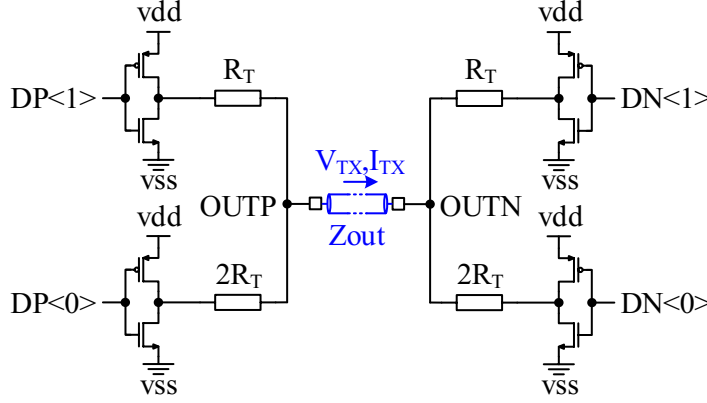 vdd vdd
DP<1> R_T R_T DN<1>
vss vss
V_TX,I_TX
OUTP OUTN
Zout
vdd vdd
DP<0> 2R_T 2R_T DN<0>
vss vss